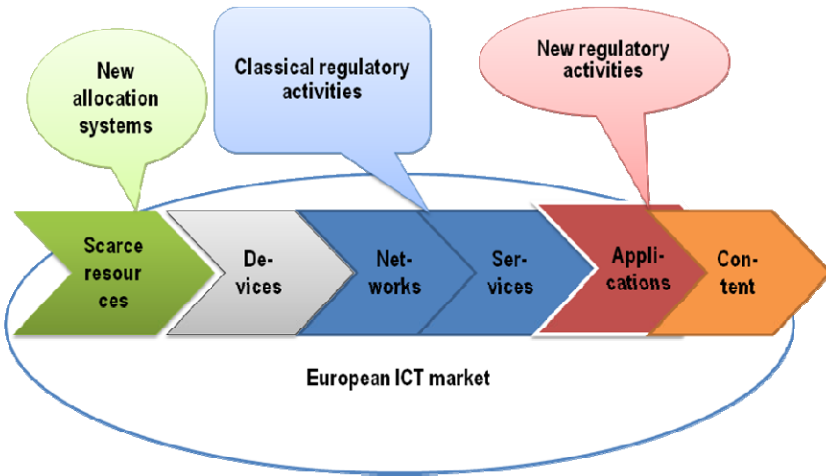 New
allocation
systems
Classical regulatory
activities
New regulatory
activities
Scarce
resour
ces
De-
vices
Net-
works
Ser-
vices
Appli-
cations
Con-
tent
European ICT market